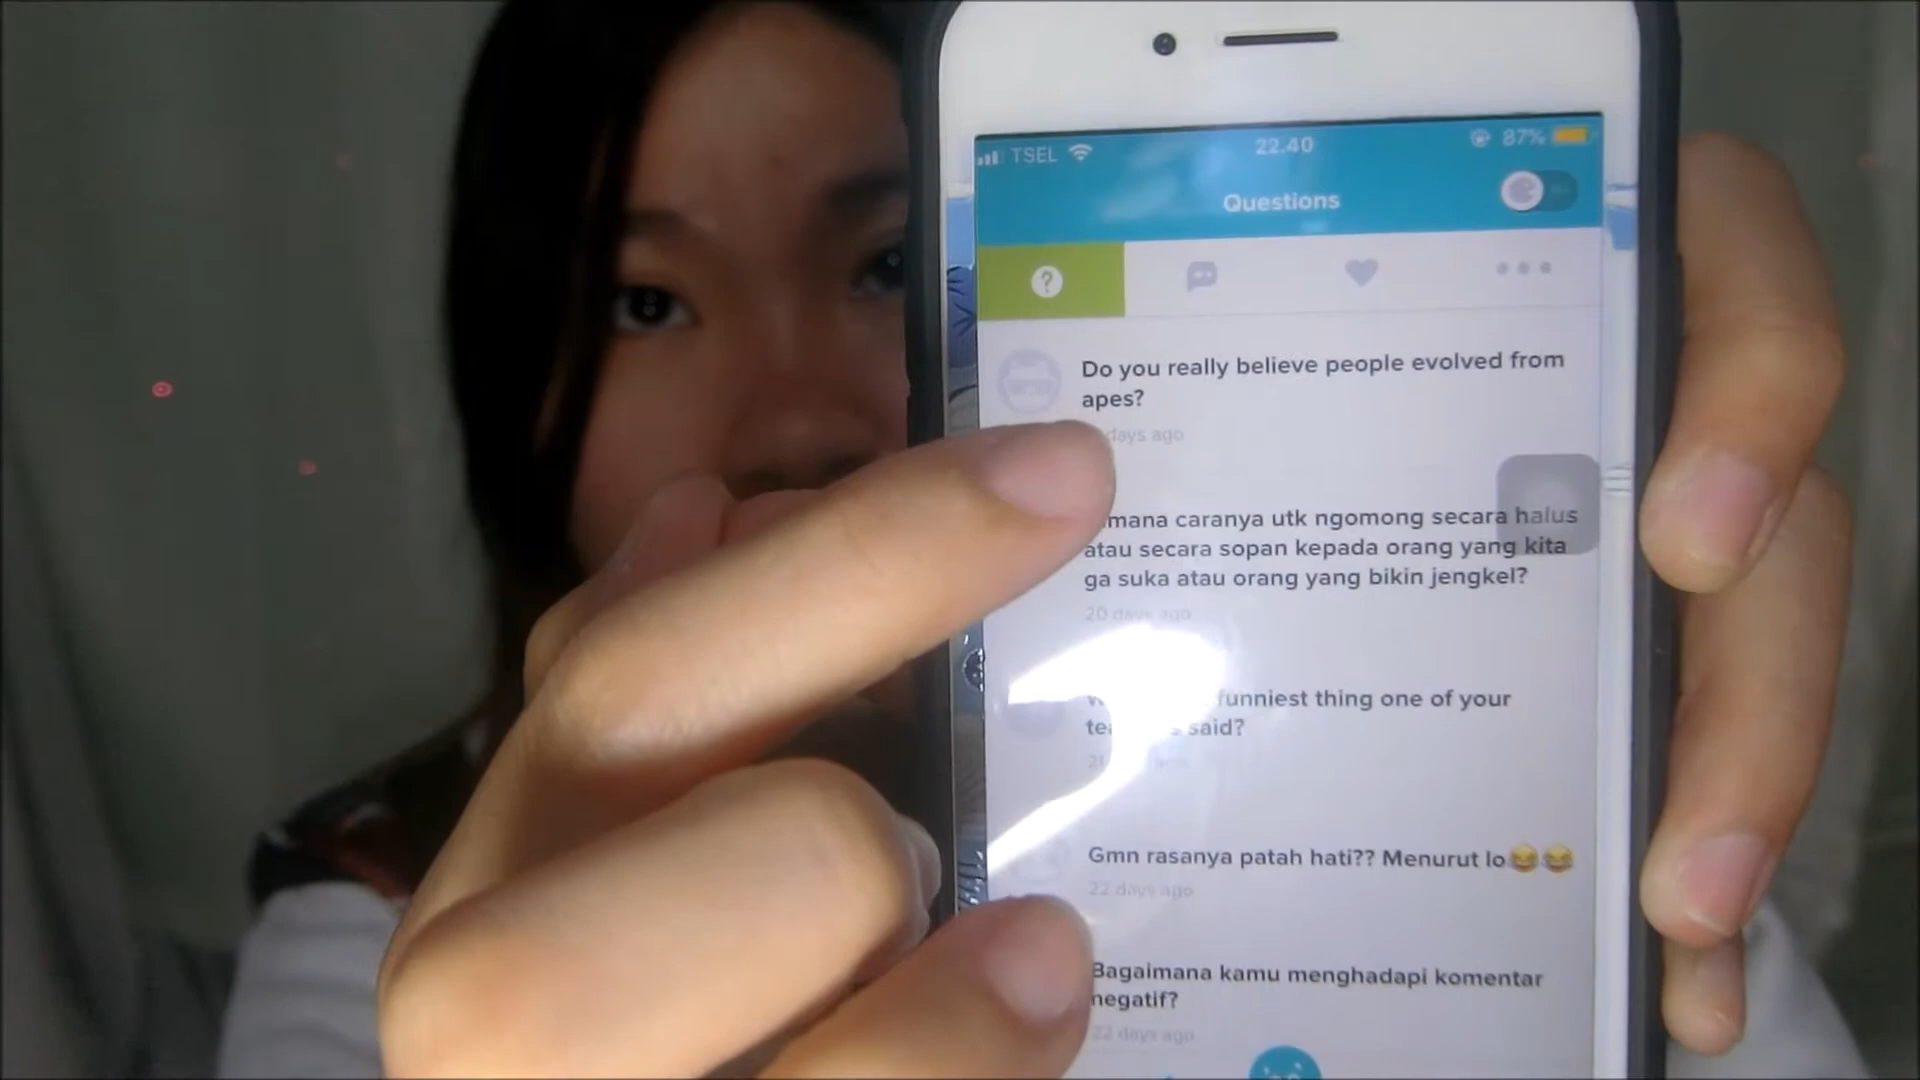 TSEL 22.40 87%
Questions
Do you really believe people evolved from
apes?
days ago
caranya utk ngomong secara halus
atau secara sopan kepada orang yang kita
ga suka atau orang yang bikin jengkel?
20 days ago
funniest thing one of your
said?
Gmn rasanya patah hati?? Menurut lo😂😂
22 days ago
Bagaimana kamu menghadapi komentar
negatif?
22 days ago